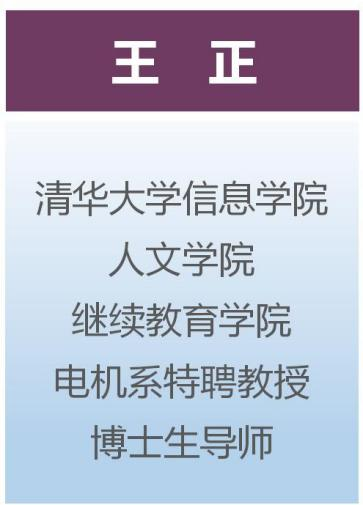 王 正
清华大学信息学院
人文学院
继续教育学院
电机系特聘教授
博士生导师